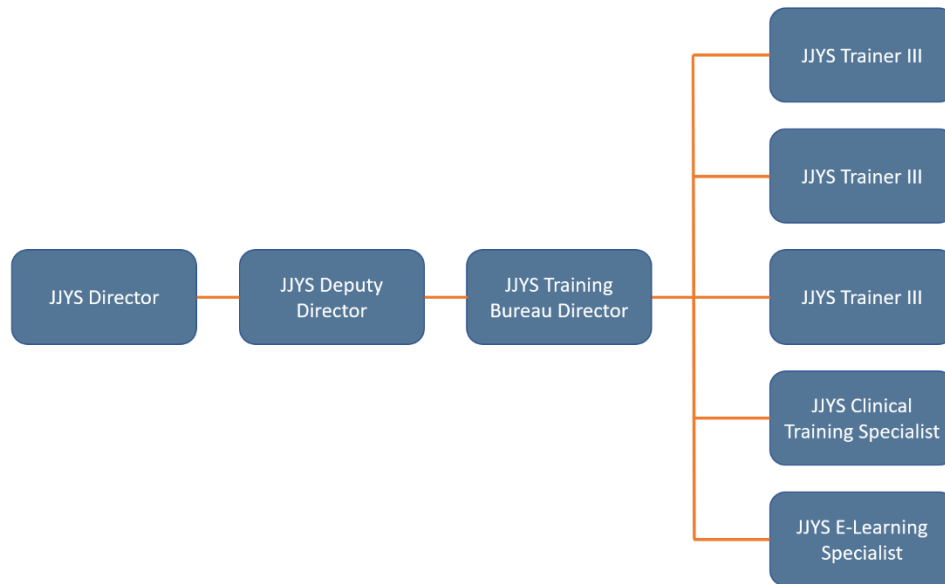 JJYS Director
JJYS Deputy
Director
JJYS Training
Bureau Director
JJYS Trainer III
JJYS Trainer III
JJYS Trainer III
JJYS Clinical
Training Specialist
JJYS E-Learning
Specialist